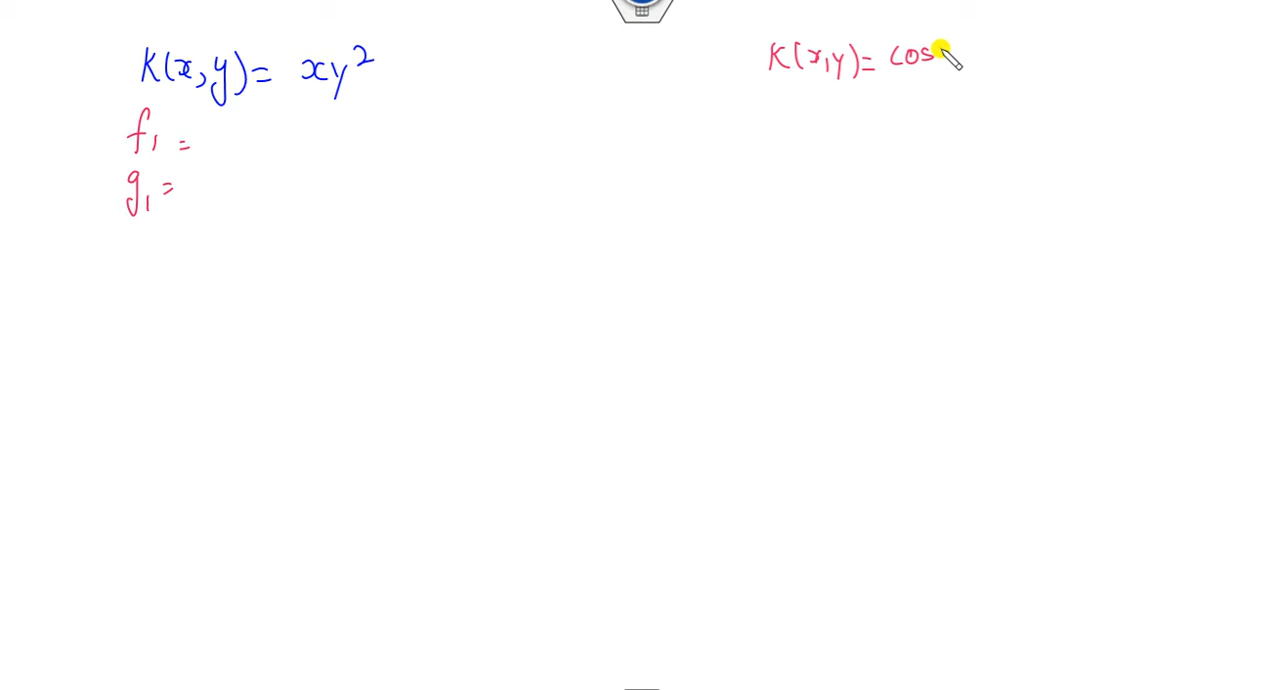 K(x,y)= xy²
f₁ =
g₁ =
K(x,y)= cos